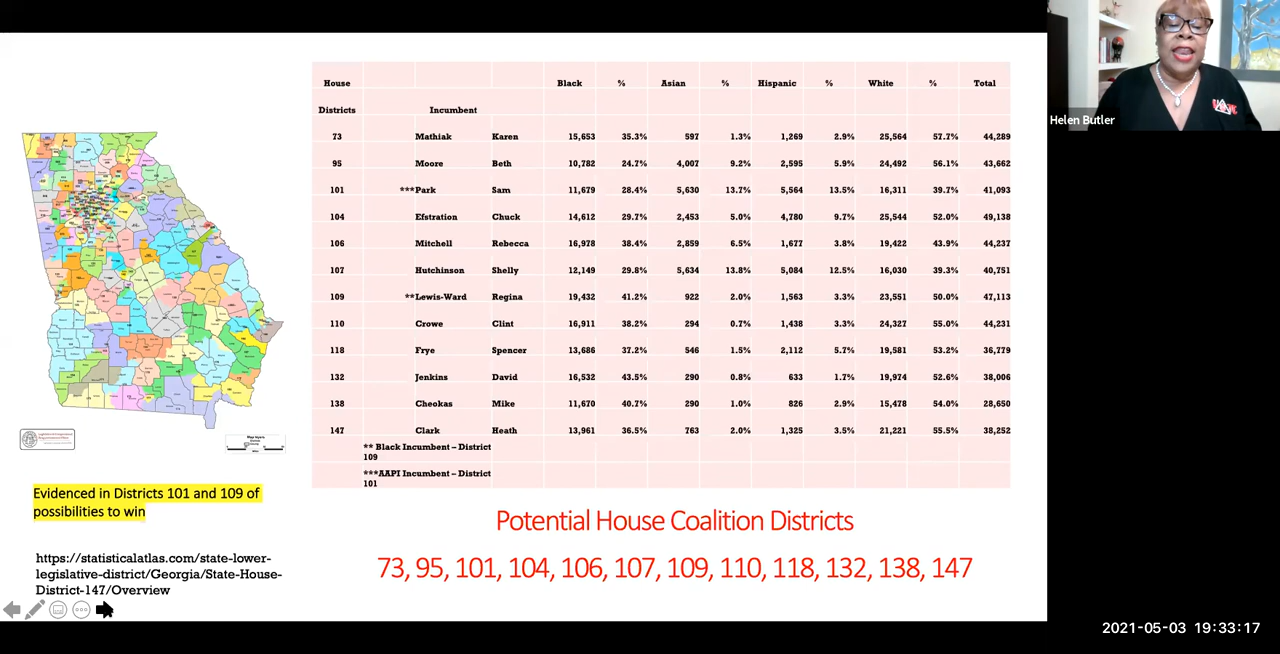 House Black % Asian % Hispanic % White % Total
Districts Incumbent
73 Mathiak Karen 15,653 35.3% 597 1.3% 1,269 2.9% 25,564 57.7% 44,289
95 Moore Beth 10,782 24.7% 4,007 9.2% 2,595 5.9% 24,492 56.1% 43,662
101 ***Park Sam 11,679 28.4% 5,630 13.7% 5,564 13.5% 16,311 39.7% 41,093
104 Efstration Chuck 14,612 29.7% 2,453 5.0% 4,780 9.7% 25,544 52.0% 49,138
106 Mitchell Rebecca 16,978 38.4% 2,859 6.5% 1,677 3.8% 19,422 43.9% 44,237
107 Hutchinson Shelly 12,149 29.8% 5,634 13.8% 5,084 12.5% 16,030 39.3% 40,751
109 **Lewis-Ward Regina 19,432 41.2% 922 2.0% 1,563 3.3% 23,551 50.0% 47,113
110 Crowe Clint 16,911 38.2% 294 0.7% 1,438 3.3% 24,327 55.0% 44,231
118 Frye Spencer 13,686 37.2% 546 1.5% 2,112 5.7% 19,581 53.2% 36,779
132 Jenkins David 16,532 43.5% 290 0.8% 633 1.7% 19,974 52.6% 38,006
138 Cheokas Mike 11,670 40.7% 290 1.0% 826 2.9% 15,478 54.0% 28,650
147 Clark Heath 13,961 36.5% 763 2.0% 1,325 3.5% 21,221 55.5% 38,252
** Black Incumbent – District
109
***AAPI Incumbent – District
101
Evidenced in Districts 101 and 109 of
possibilities to win
https://statisticalatlas.com/state-lower-
legislative-district/Georgia/State-House-
District-147/Overview
Potential House Coalition Districts
73, 95, 101, 104, 106, 107, 109, 110, 118, 132, 138, 147
Helen Butler
2021-05-03 19:33:17